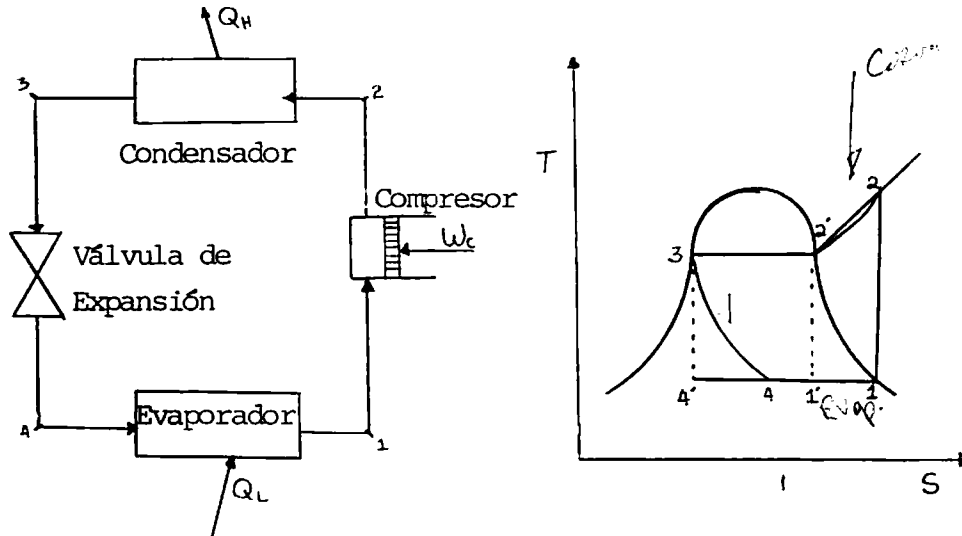 Q_H
3
2
Condensador
Compresor
W_c
Válvula de
Expansión
Evaporador
4
1
Q_L
T
2
2'
3
4'
4
1'
1
Evap.
S